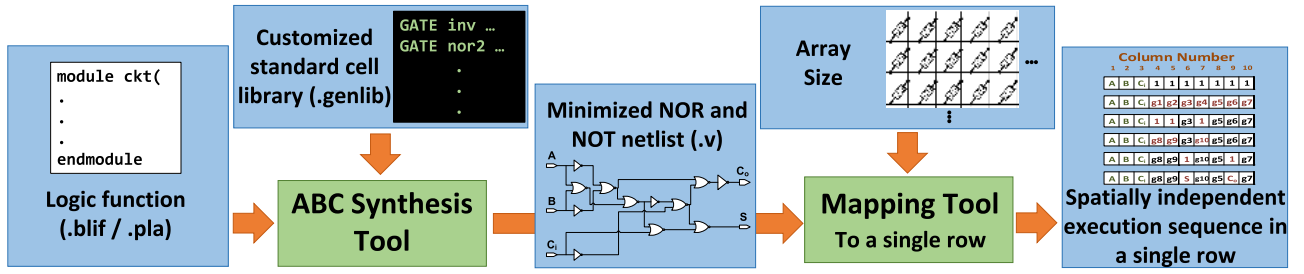 module ckt(
.
.
.
endmodule
Logic function
(.blif / .pla)
Customized
standard cell
library (.genlib)
GATE inv …
GATE nor2 …
.
.
.
ABC Synthesis
Tool
Minimized NOR and
NOT netlist (.v)
A
B
Ci
Co
S
Array
Size
...
Mapping Tool
To a single row
Column Number
1 2 3 4 5 6 7 8 9 10
A B Ci 1 1 1 1 1 1 1
A B Ci g1 g2 g3 g4 g5 g6 g7
A B Ci 1 1 g3 1 g5 g6 g7
A B Ci g8 g9 g3 g10 g5 g6 g7
A B Ci g8 g9 1 g10 g5 1 g7
A B Ci g8 g9 S g10 g5 Co g7
Spatially independent
execution sequence in
a single row